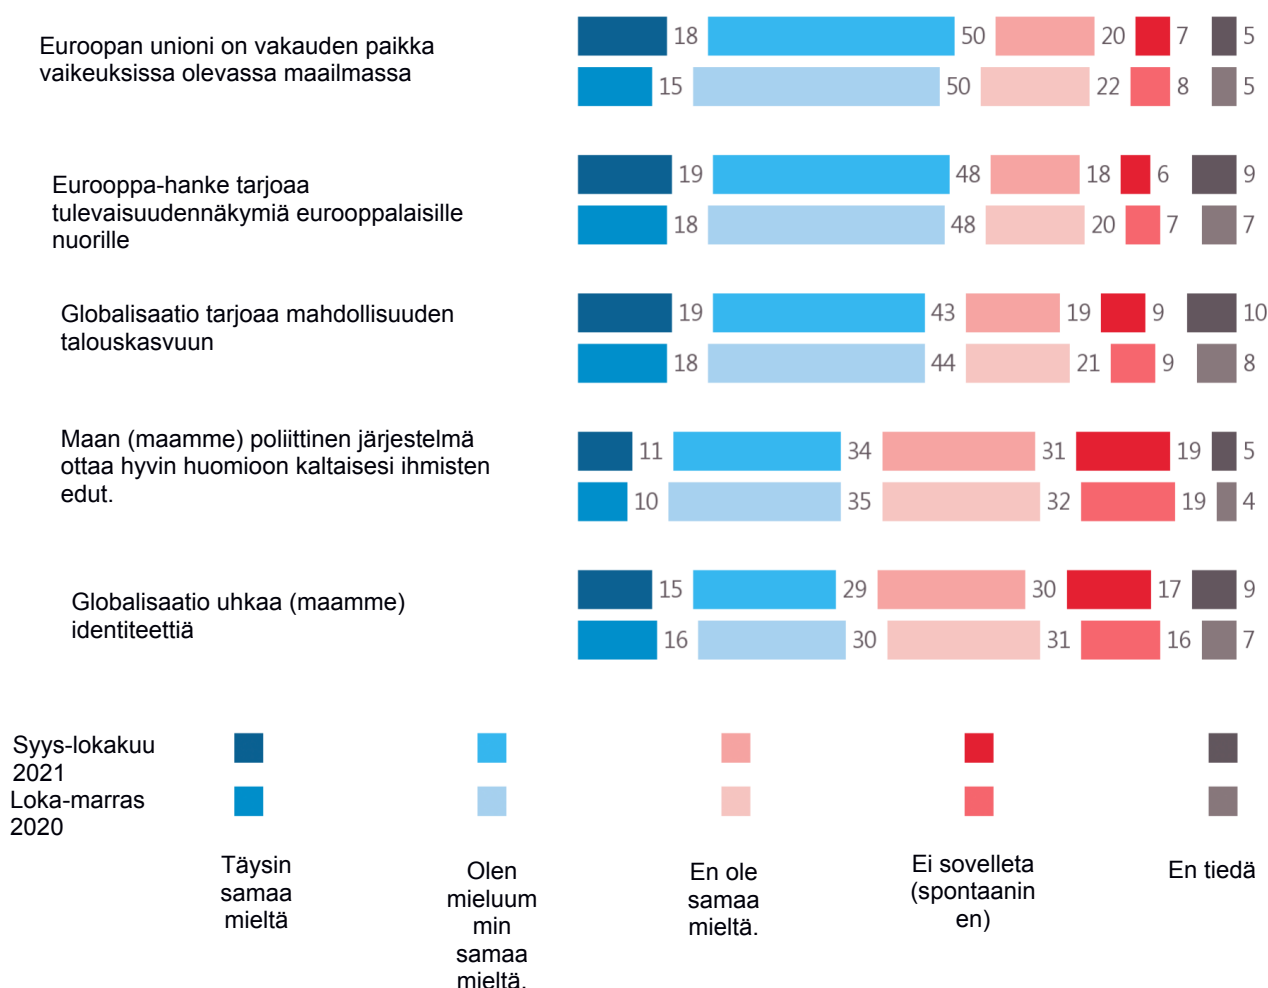 Euroopan unioni on vakauden paikka
vaikeuksissa olevassa maailmassa
18 50 20 7 5
15 50 22 8 5
Eurooppa-hanke tarjoaa
tulevaisuudennäkymiä eurooppalaisille
nuorille
19 48 18 6 9
18 48 20 7 7
Globalisaatio tarjoaa mahdollisuuden
talouskasvuun
19 43 19 9 10
18 44 21 9 8
Maan (maamme) poliittinen järjestelmä
ottaa hyvin huomioon kaltaisesi ihmisten
edut.
11 34 31 19 5
10 35 32 19 4
Globalisaatio uhkaa (maamme)
identiteettiä
15 29 30 17 9
16 30 31 16 7
Syys-lokakuu
2021
Loka-marras
2020
Täysin
samaa
mieltä
Olen
mieluum
min
samaa
mieltä.
En ole
samaa
mieltä.
Ei sovelleta
(spontaanin
en)
En tiedä